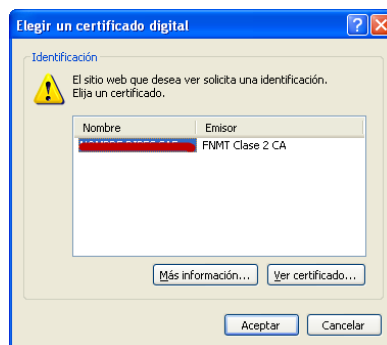 Elegir un certificado digital
Identificación
El sitio web que desea ver solicita una identificación.
Elija un certificado.
Nombre Emisor
FNMT Clase 2 CA
Más información... Ver certificado...
Aceptar Cancelar